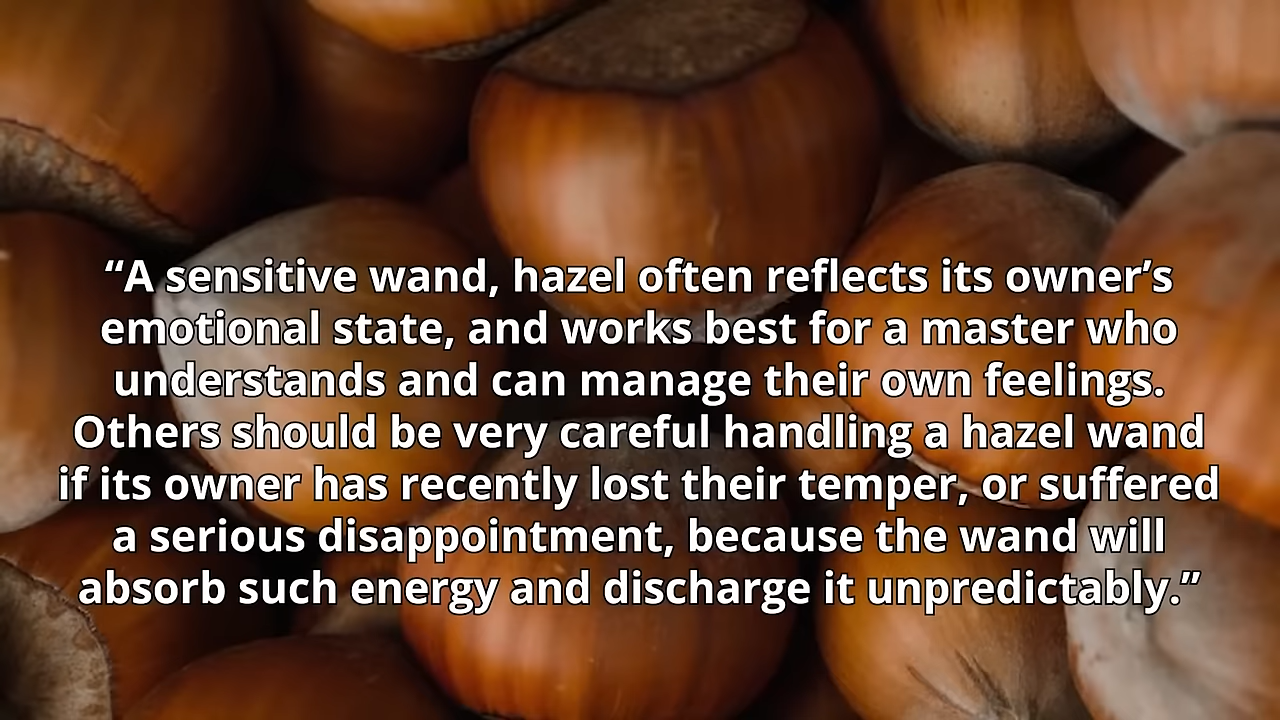 “A sensitive wand, hazel often reflects its owner’s
emotional state, and works best for a master who
understands and can manage their own feelings.
Others should be very careful handling a hazel wand
if its owner has recently lost their temper, or suffered
a serious disappointment, because the wand will
absorb such energy and discharge it unpredictably.”